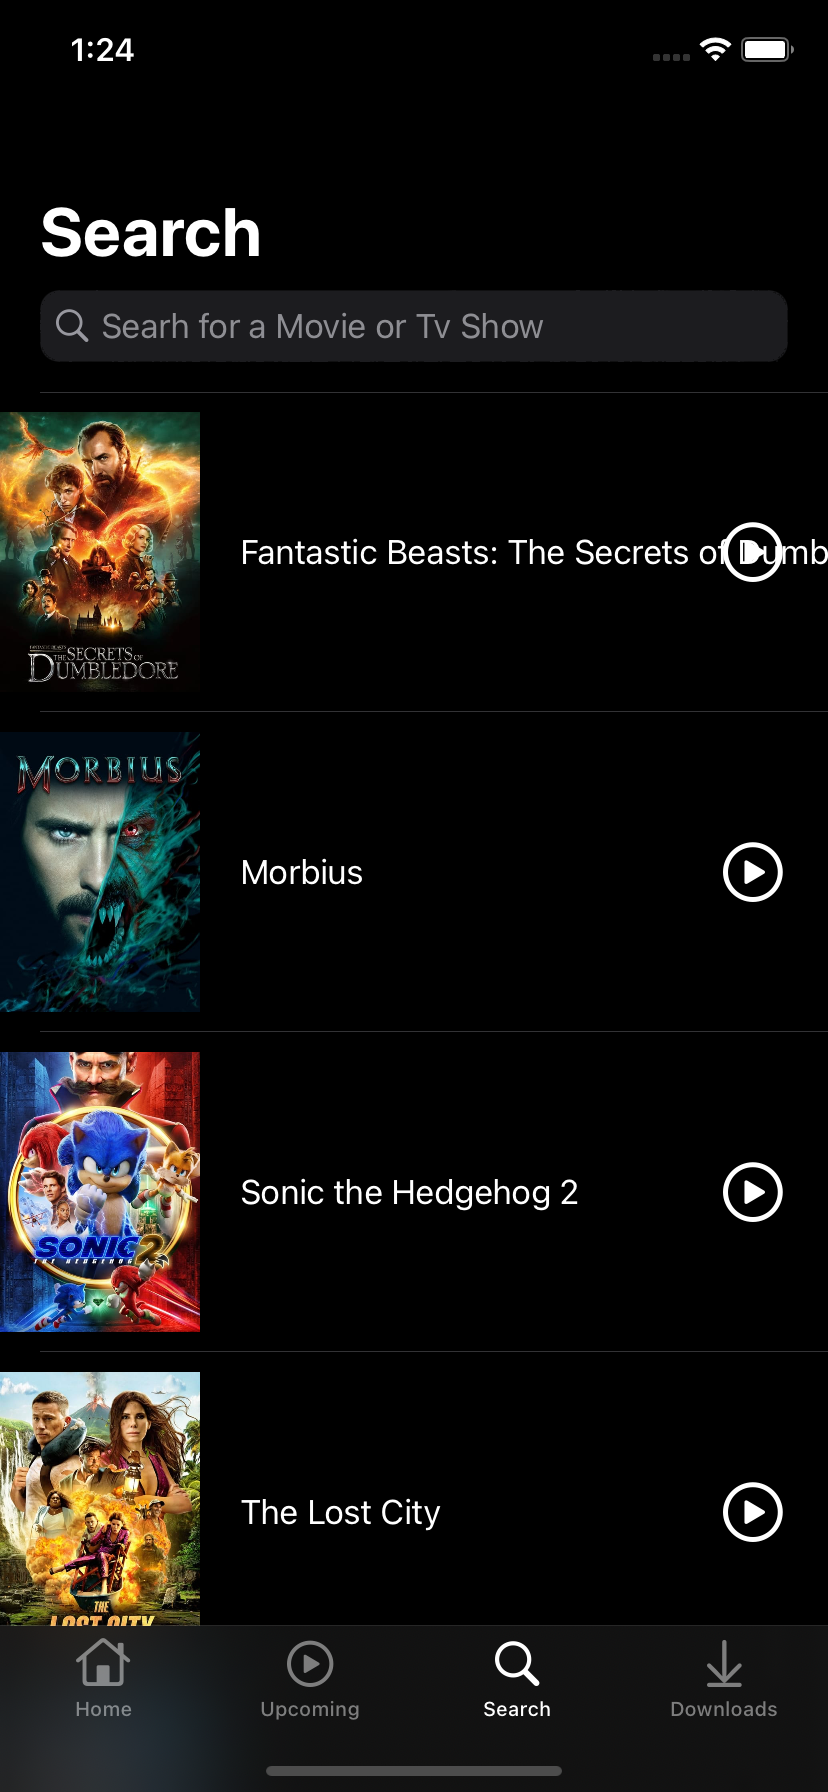 1:24
Search
Searh for a Movie or Tv Show
Fantastic Beasts: The Secrets of Dumb
FANTASTIC BEASTS
THE SECRETS OF
DUMBLEDORE
MORBIUS
Morbius
SONIC 2
THE HEDGEHOG
Sonic the Hedgehog 2
THE
LOST CITY
The Lost City
Home
Upcoming
Search
Downloads